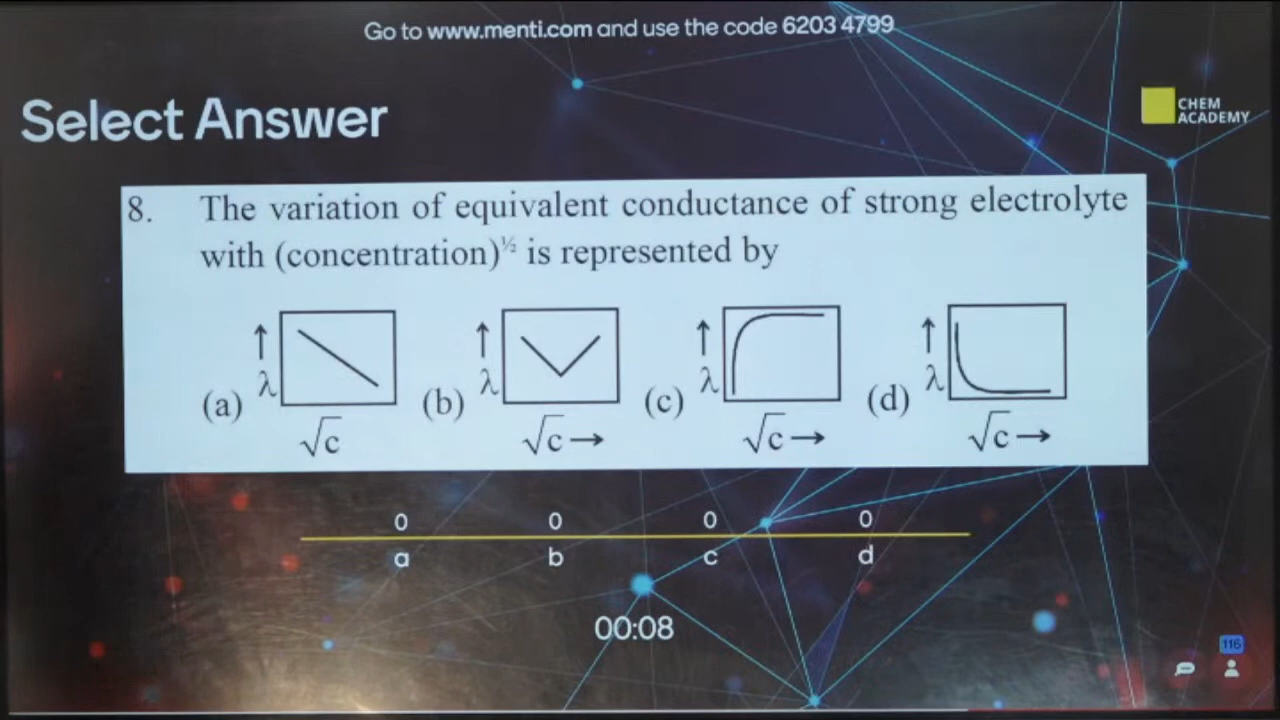 Go to www.menti.com and use the code 6203 4799
Select Answer
CHEM
ACADEMY
8. The variation of equivalent conductance of strong electrolyte
with (concentration)^½ is represented by
(a) ↑ λ √c (b) ↑ λ √c → (c) ↑ λ √c → (d) ↑ λ √c →
0 0 0 0
a b c d
00:08
116